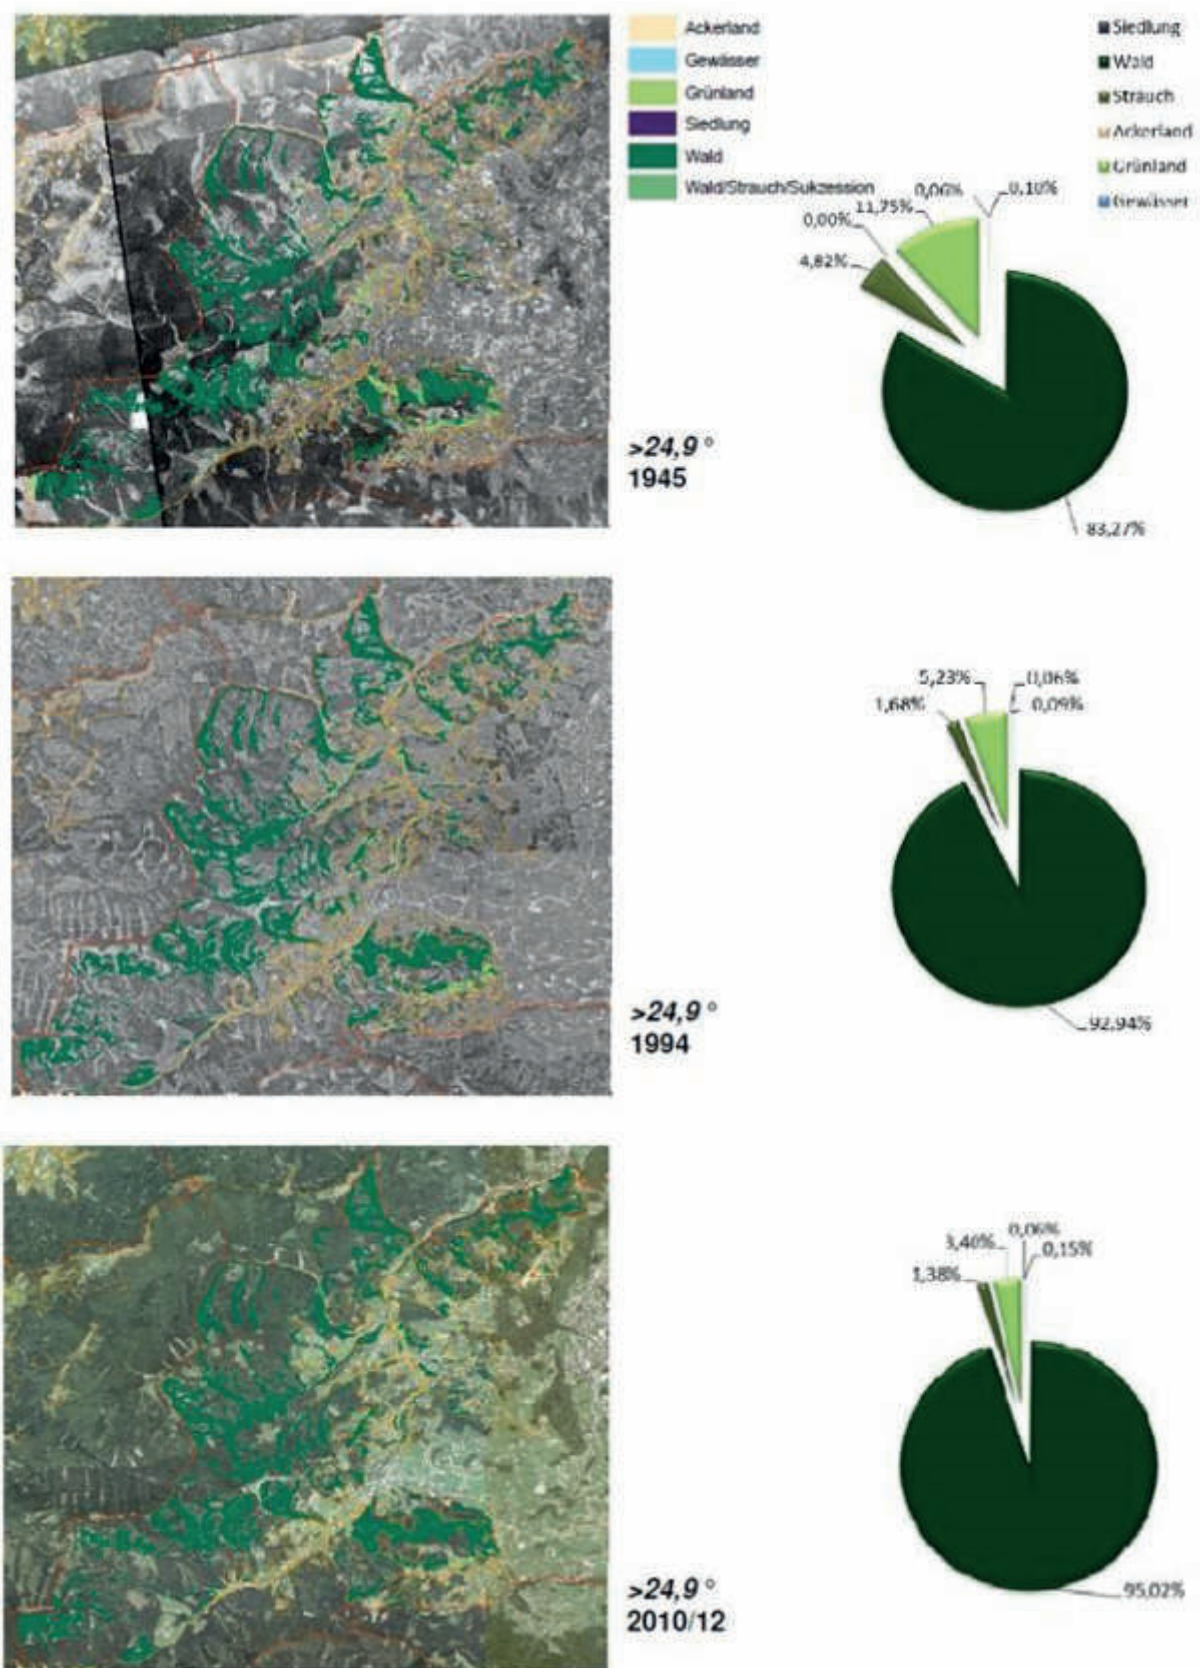 Ackerland
Gewässer
Grünland
Siedlung
Wald
Wald/Strauch/Sukzession
Siedlung
Wald
Strauch
Ackerland
Grünland
Gewässer
0,06%
0,10%
11,75%
0,00%
4,82%
83,27%
>24,9 °
1945
5,23%
0,06%
1,68%
0,09%
92,94%
>24,9 °
1994
0,06%
3,40%
0,15%
1,38%
95,02%
>24,9 °
2010/12